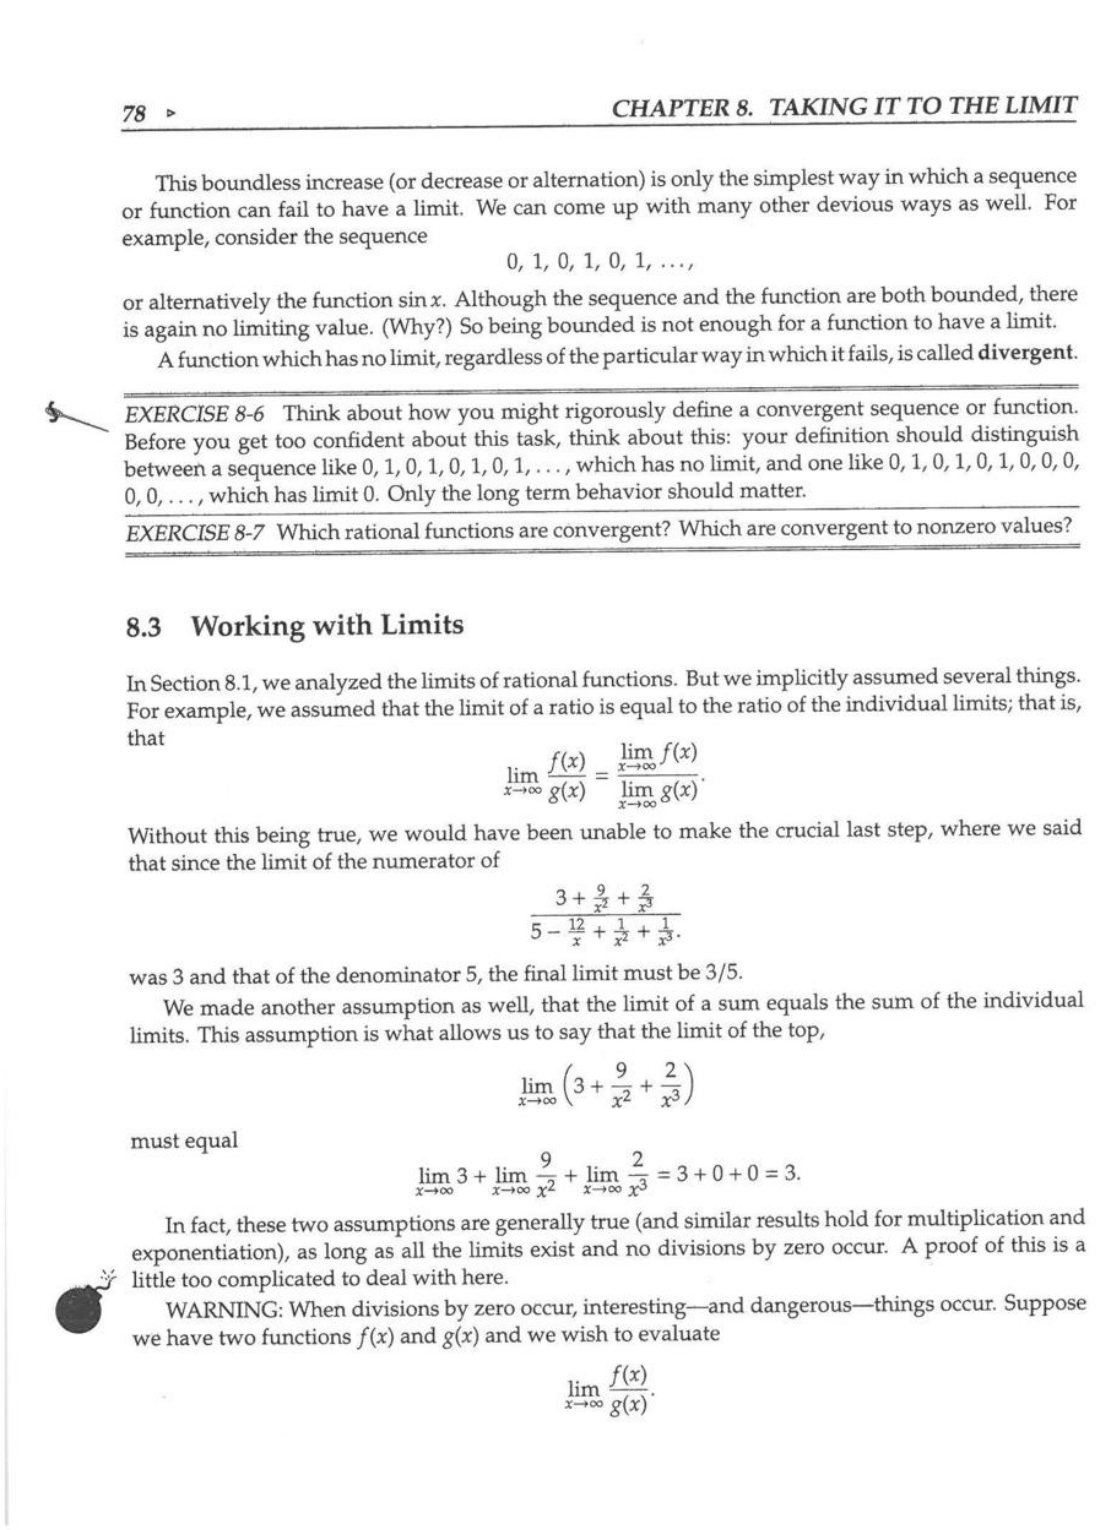 78 ▹ CHAPTER 8. TAKING IT TO THE LIMIT
This boundless increase (or decrease or alternation) is only the simplest way in which a sequence
or function can fail to have a limit. We can come up with many other devious ways as well. For
example, consider the sequence
0, 1, 0, 1, 0, 1, ...,
or alternatively the function sin x. Although the sequence and the function are both bounded, there
is again no limiting value. (Why?) So being bounded is not enough for a function to have a limit.
A function which has no limit, regardless of the particular way in which it fails, is called divergent.
EXERCISE 8-6 Think about how you might rigorously define a convergent sequence or function.
Before you get too confident about this task, think about this: your definition should distinguish
between a sequence like 0, 1, 0, 1, 0, 1, 0, 1, ..., which has no limit, and one like 0, 1, 0, 1, 0, 1, 0, 0, 0,
0, 0, ..., which has limit 0. Only the long term behavior should matter.
EXERCISE 8-7 Which rational functions are convergent? Which are convergent to nonzero values?
8.3 Working with Limits
In Section 8.1, we analyzed the limits of rational functions. But we implicitly assumed several things.
For example, we assumed that the limit of a ratio is equal to the ratio of the individual limits; that is,
that
lim x→∞ f(x)/g(x) = lim x→∞ f(x) / lim x→∞ g(x).
Without this being true, we would have been unable to make the crucial last step, where we said
that since the limit of the numerator of
3 + 9/x² + 2/x³
5 − 12/x + 1/x² + 1/x³.
was 3 and that of the denominator 5, the final limit must be 3/5.
We made another assumption as well, that the limit of a sum equals the sum of the individual
limits. This assumption is what allows us to say that the limit of the top,
lim x→∞ (3 + 9/x² + 2/x³)
must equal
lim x→∞ 3 + lim x→∞ 9/x² + lim x→∞ 2/x³ = 3 + 0 + 0 = 3.
In fact, these two assumptions are generally true (and similar results hold for multiplication and
exponentiation), as long as all the limits exist and no divisions by zero occur. A proof of this is a
little too complicated to deal with here.
WARNING: When divisions by zero occur, interesting—and dangerous—things occur. Suppose
we have two functions f(x) and g(x) and we wish to evaluate
lim x→∞ f(x)/g(x).